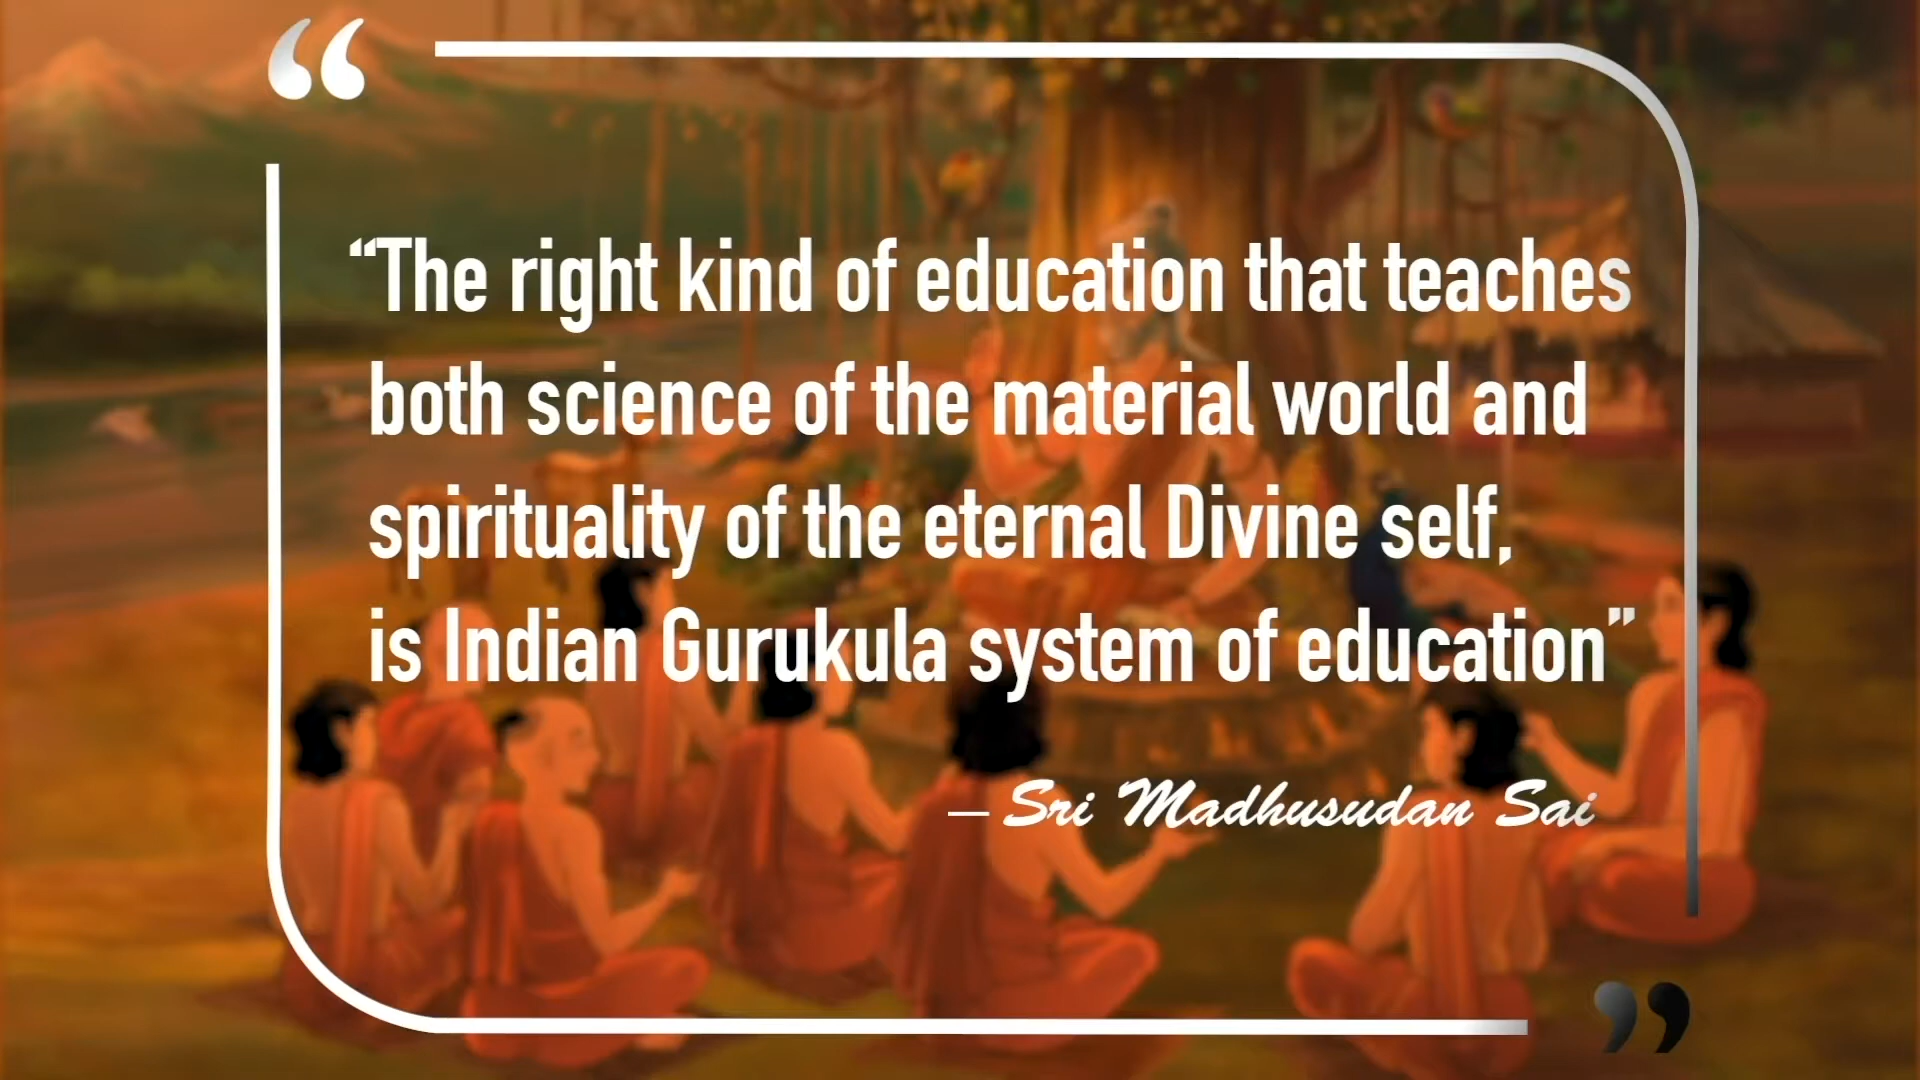 “The right kind of education that teaches
both science of the material world and
spirituality of the eternal Divine self,
is Indian Gurukula system of education”
— Sri Madhusudan Sai